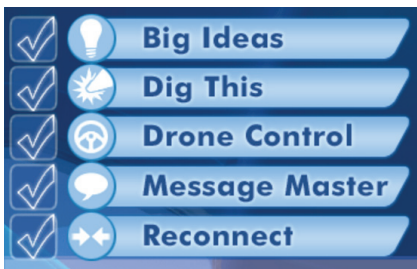 Big Ideas
Dig This
Drone Control
Message Master
Reconnect